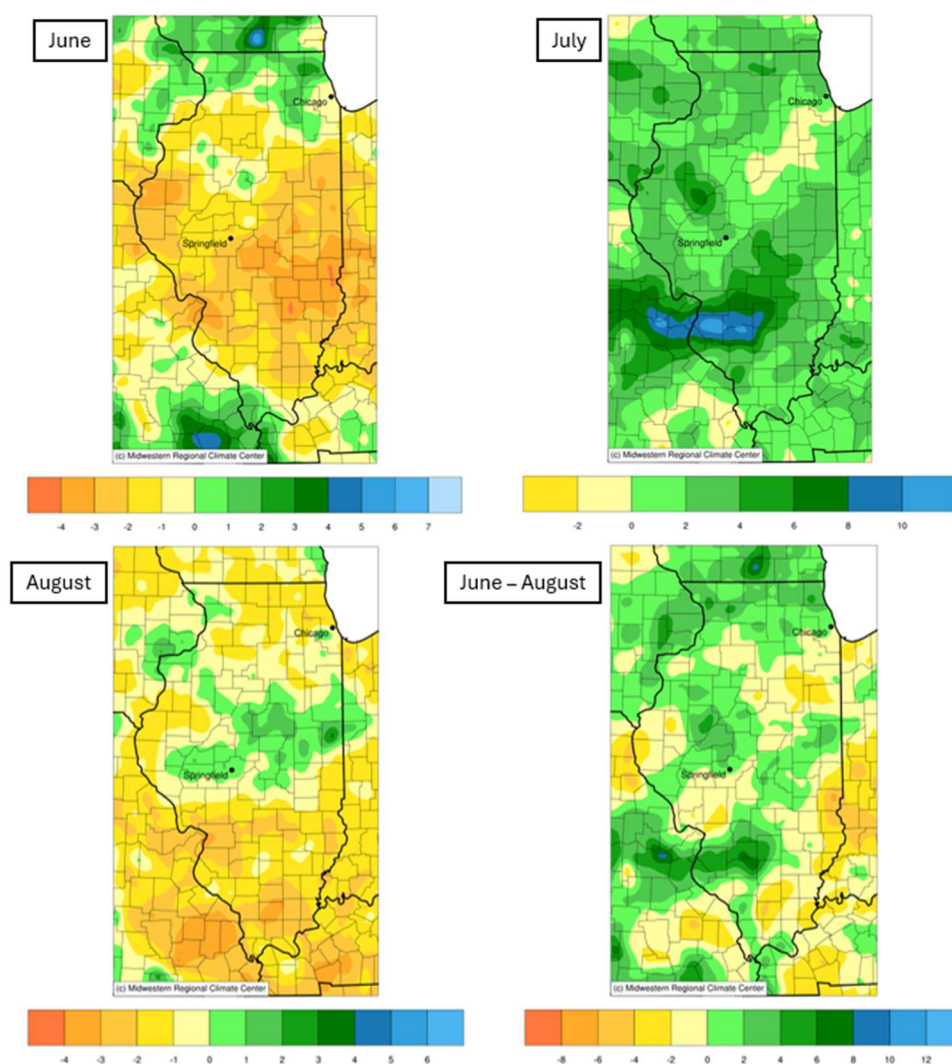 June
Chicago
Springfield
(c) Midwestern Regional Climate Center
-4 -3 -2 -1 0 1 2 3 4 5 6 7
July
Chicago
Springfield
(c) Midwestern Regional Climate Center
-2 0 2 4 6 8 10
August
Chicago
Springfield
(c) Midwestern Regional Climate Center
-4 -3 -2 -1 0 1 2 3 4 5 6
June – August
Chicago
Springfield
(c) Midwestern Regional Climate Center
-8 -6 -4 -2 0 2 4 6 8 10 12